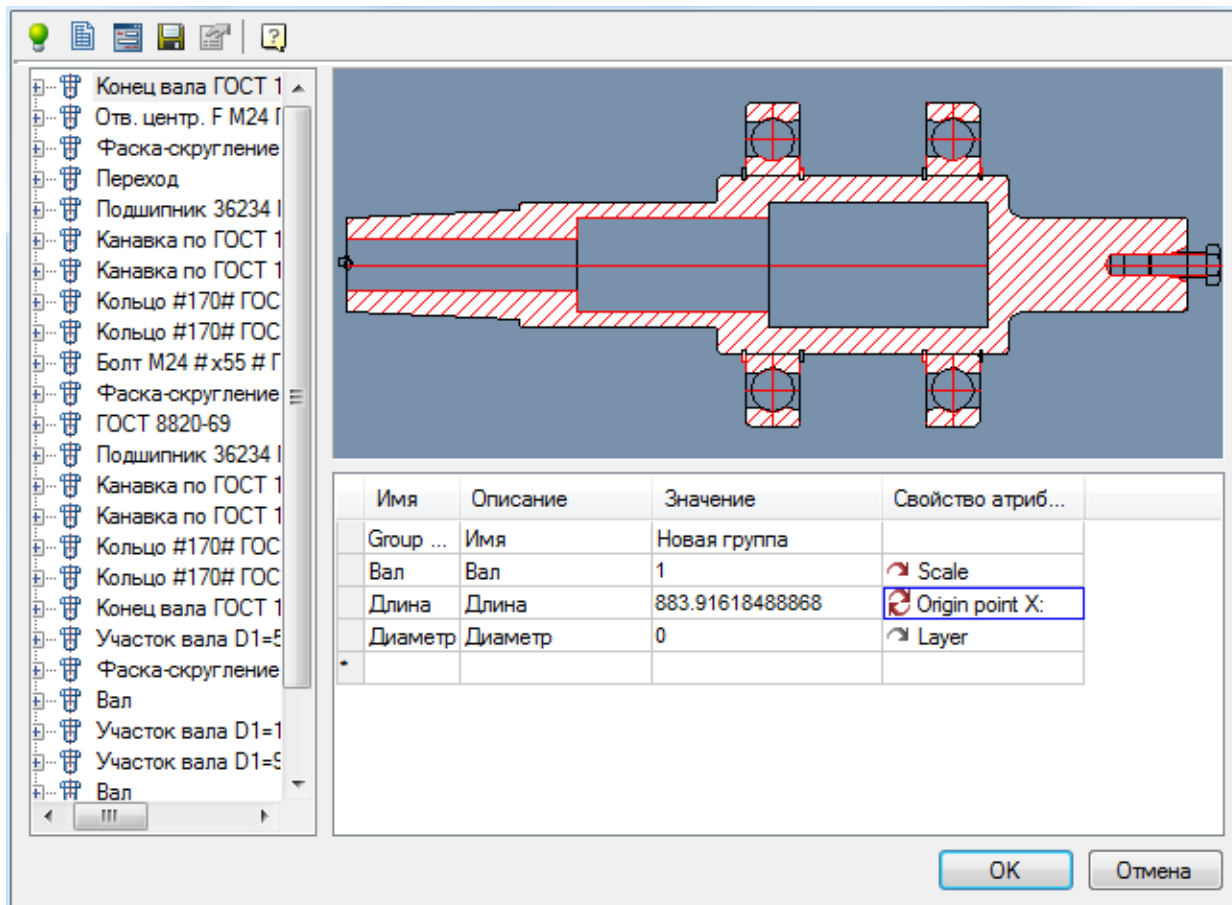 Конец вала ГОСТ 1
Отв. центр. F М24 Г
Фаска-скругление
Переход
Подшипник 36234 Г
Канавка по ГОСТ 1
Канавка по ГОСТ 1
Кольцо #170# ГОС
Кольцо #170# ГОС
Болт М24 # x55 # Г
Фаска-скругление
ГОСТ 8820-69
Подшипник 36234 Г
Канавка по ГОСТ 1
Канавка по ГОСТ 1
Кольцо #170# ГОС
Кольцо #170# ГОС
Конец вала ГОСТ 1
Участок вала D1=5
Фаска-скругление
Вал
Участок вала D1=1
Участок вала D1=9
Вал
Имя Описание Значение Свойство атриб...
Group ... Имя Новая группа
Вал Вал 1 Scale
Длина Длина 883.91618488868 Origin point X:
Диаметр Диаметр 0 Layer
*
OK Отмена